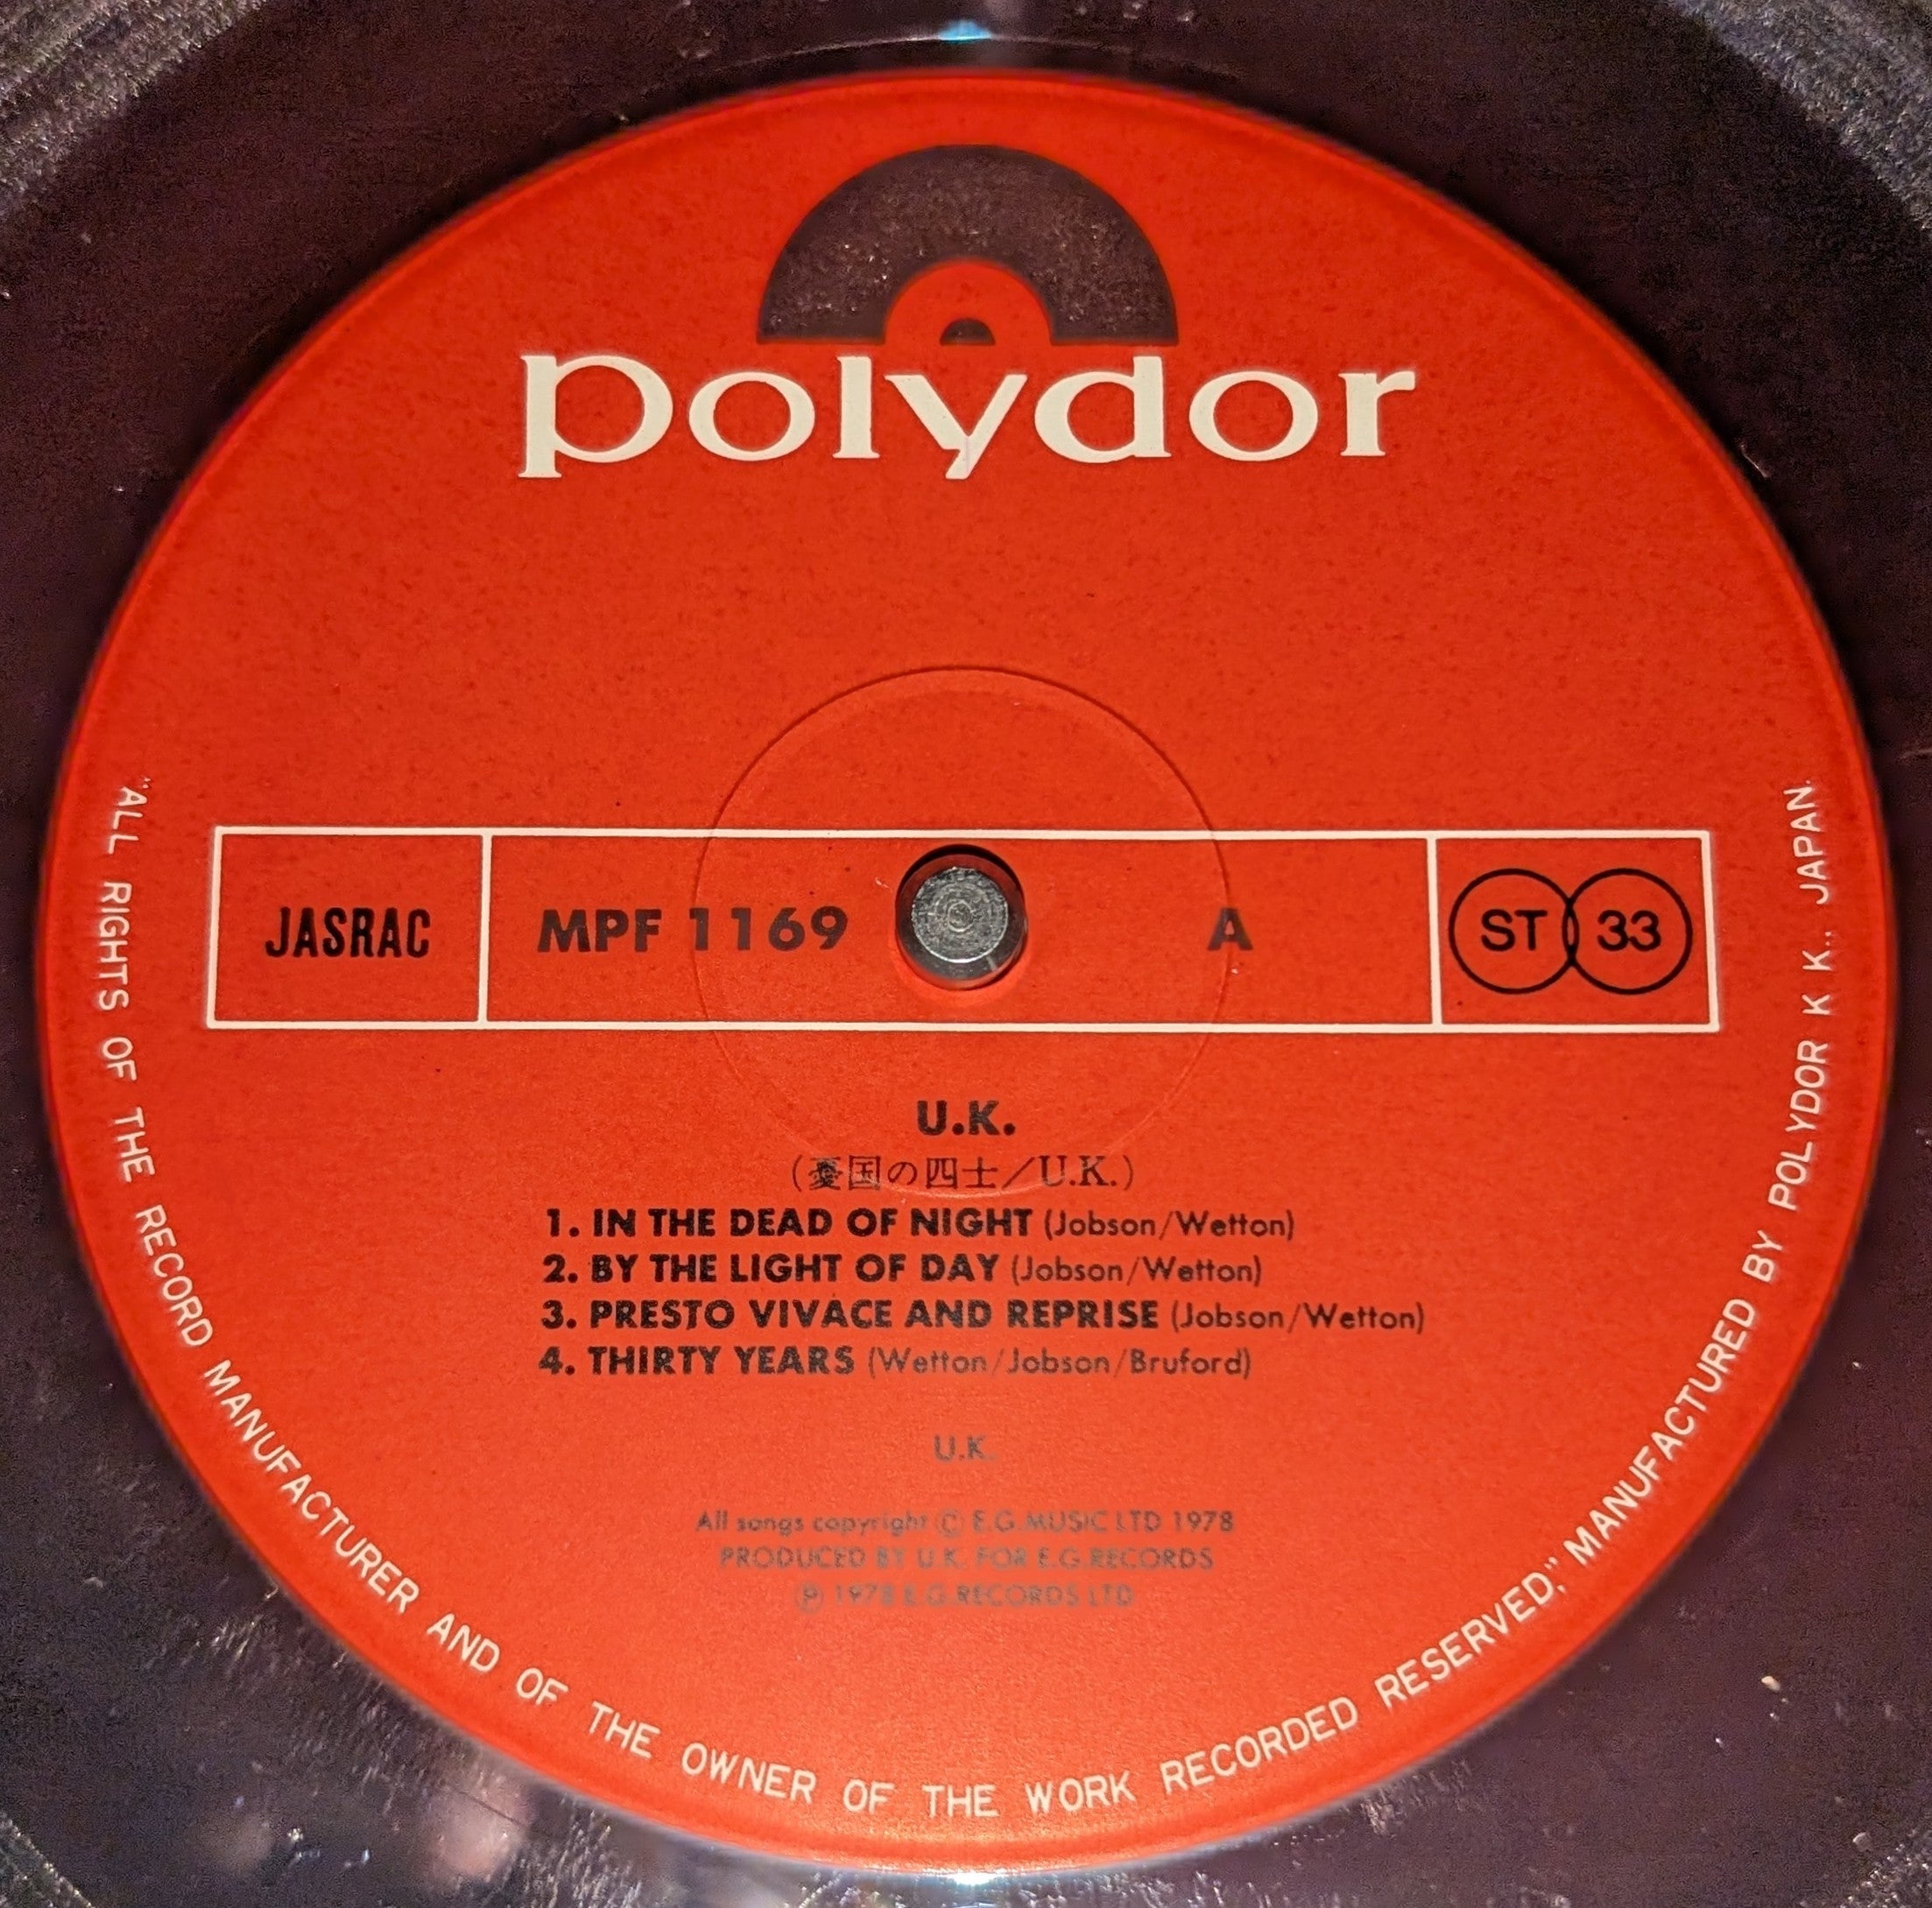 polydor
JASRAC
MPF 1169
A
ST 33
U.K.
(憂国の四士/U.K.)
1. IN THE DEAD OF NIGHT (Jobson/Wetton)
2. BY THE LIGHT OF DAY (Jobson/Wetton)
3. PRESTO VIVACE AND REPRISE (Jobson/Wetton)
4. THIRTY YEARS (Wetton/Jobson/Bruford)
U.K.
All songs copyright © E.G.MUSIC LTD 1978
PRODUCED BY U.K. FOR E.G.RECORDS
℗ 1978 E.G.RECORDS LTD
"ALL RIGHTS OF THE RECORD MANUFACTURER AND OF THE OWNER OF THE WORK RECORDED RESERVED," MANUFACTURED BY POLYDOR K K., JAPAN.